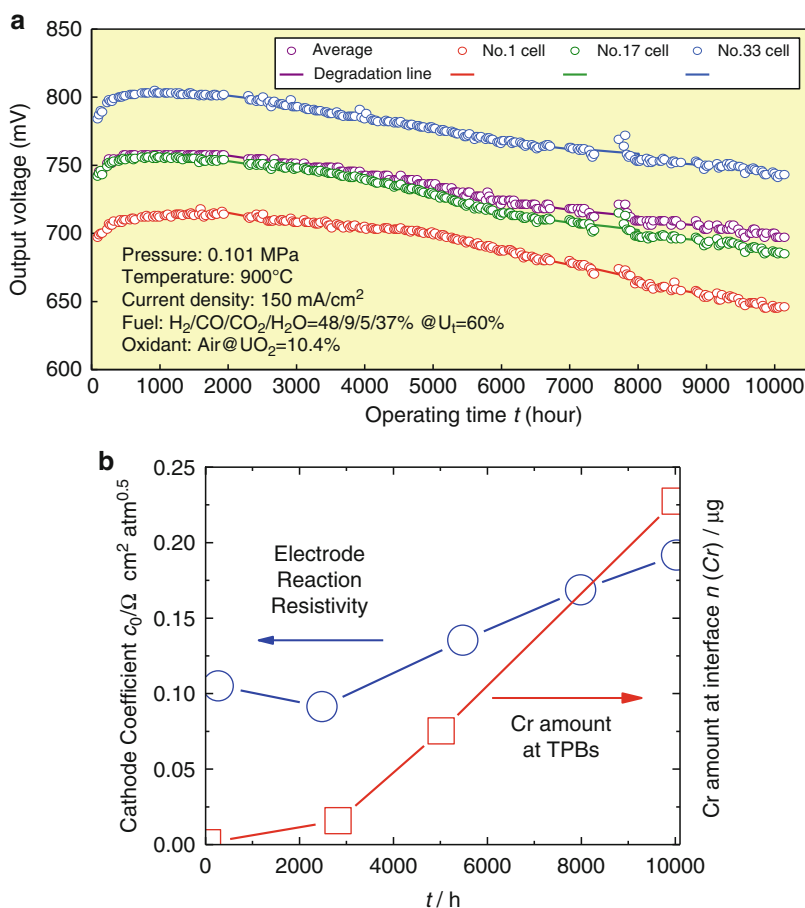 a
850
800
750
700
650
600
Output voltage (mV)
Average No.1 cell No.17 cell No.33 cell
Degradation line
Pressure: 0.101 MPa
Temperature: 900°C
Current density: 150 mA/cm²
Fuel: H₂/CO/CO₂/H₂O=48/9/5/37% @Uₜ=60%
Oxidant: Air@UO₂=10.4%
0 1000 2000 3000 4000 5000 6000 7000 8000 9000 10000
Operating time t (hour)
b
0.25
0.20
0.15
0.10
0.05
0.00
Cathode Coefficient c₀/Ω cm² atm⁰·⁵
Electrode
Reaction
Resistivity
Cr amount
at TPBs
Cr amount at interface n (Cr) / µg
0 2000 4000 6000 8000 10000
t / h